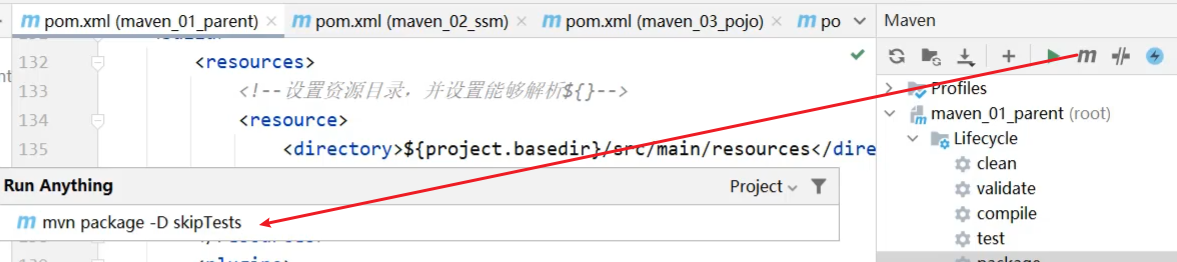 pom.xml (maven_01_parent) × pom.xml (maven_02_ssm) × pom.xml (maven_03_pojo) × po
Maven
132 <resources>
133 <!--设置资源目录，并设置能够解析${}-->
134 <resource>
135 <directory>${project.basedir}/src/main/resources</dire
Run Anything
Project
mvn package -D skipTests
Profiles
maven_01_parent (root)
Lifecycle
clean
validate
compile
test